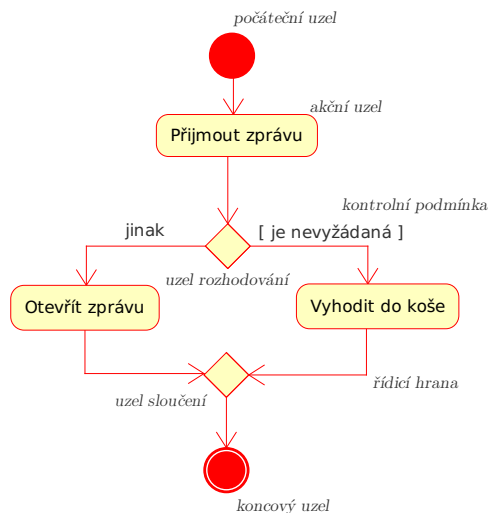 počáteční uzel
akční uzel
Přijmout zprávu
kontrolní podmínka
jinak
[ je nevyžádaná ]
uzel rozhodování
Otevřít zprávu
Vyhodit do koše
řídicí hrana
uzel sloučení
koncový uzel